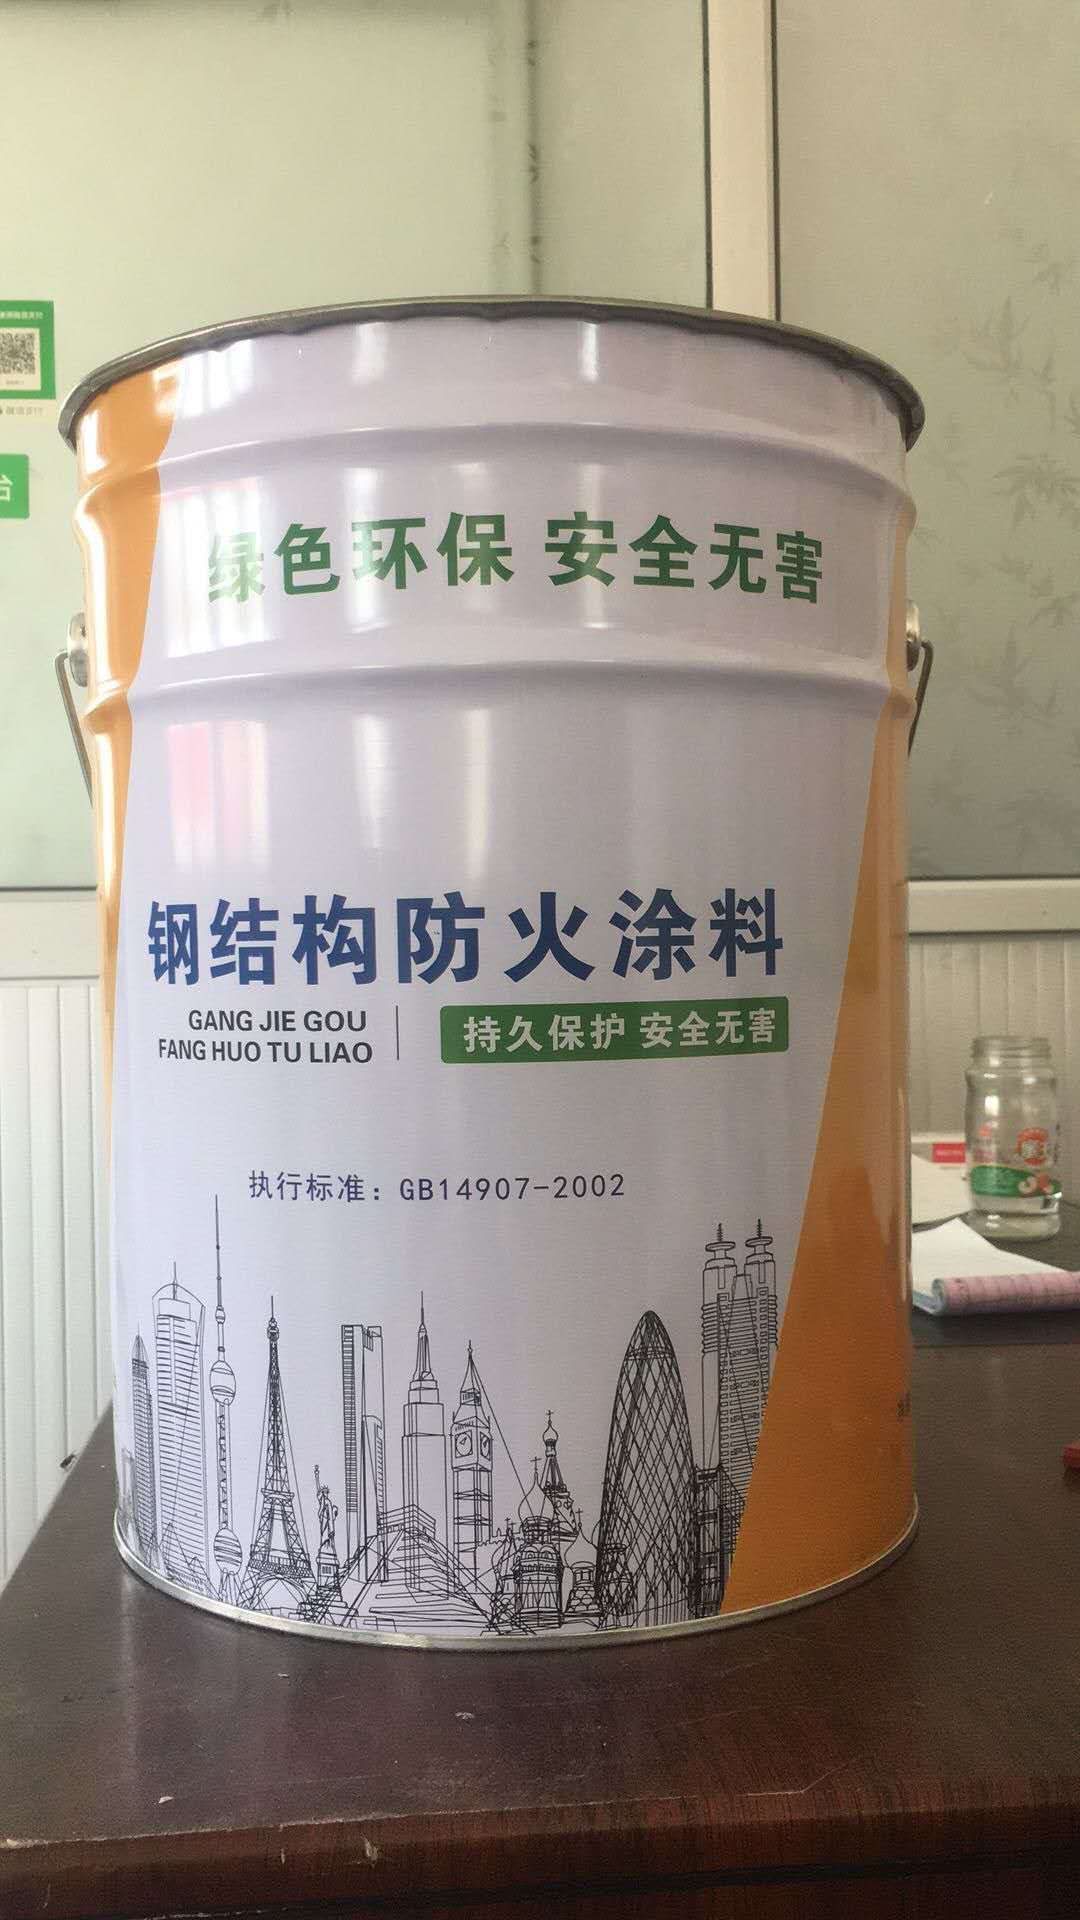 绿色环保 安全无害
钢结构防火涂料
GANG JIE GOU
FANG HUO TU LIAO
持久保护 安全无害
执行标准：GB14907-2002